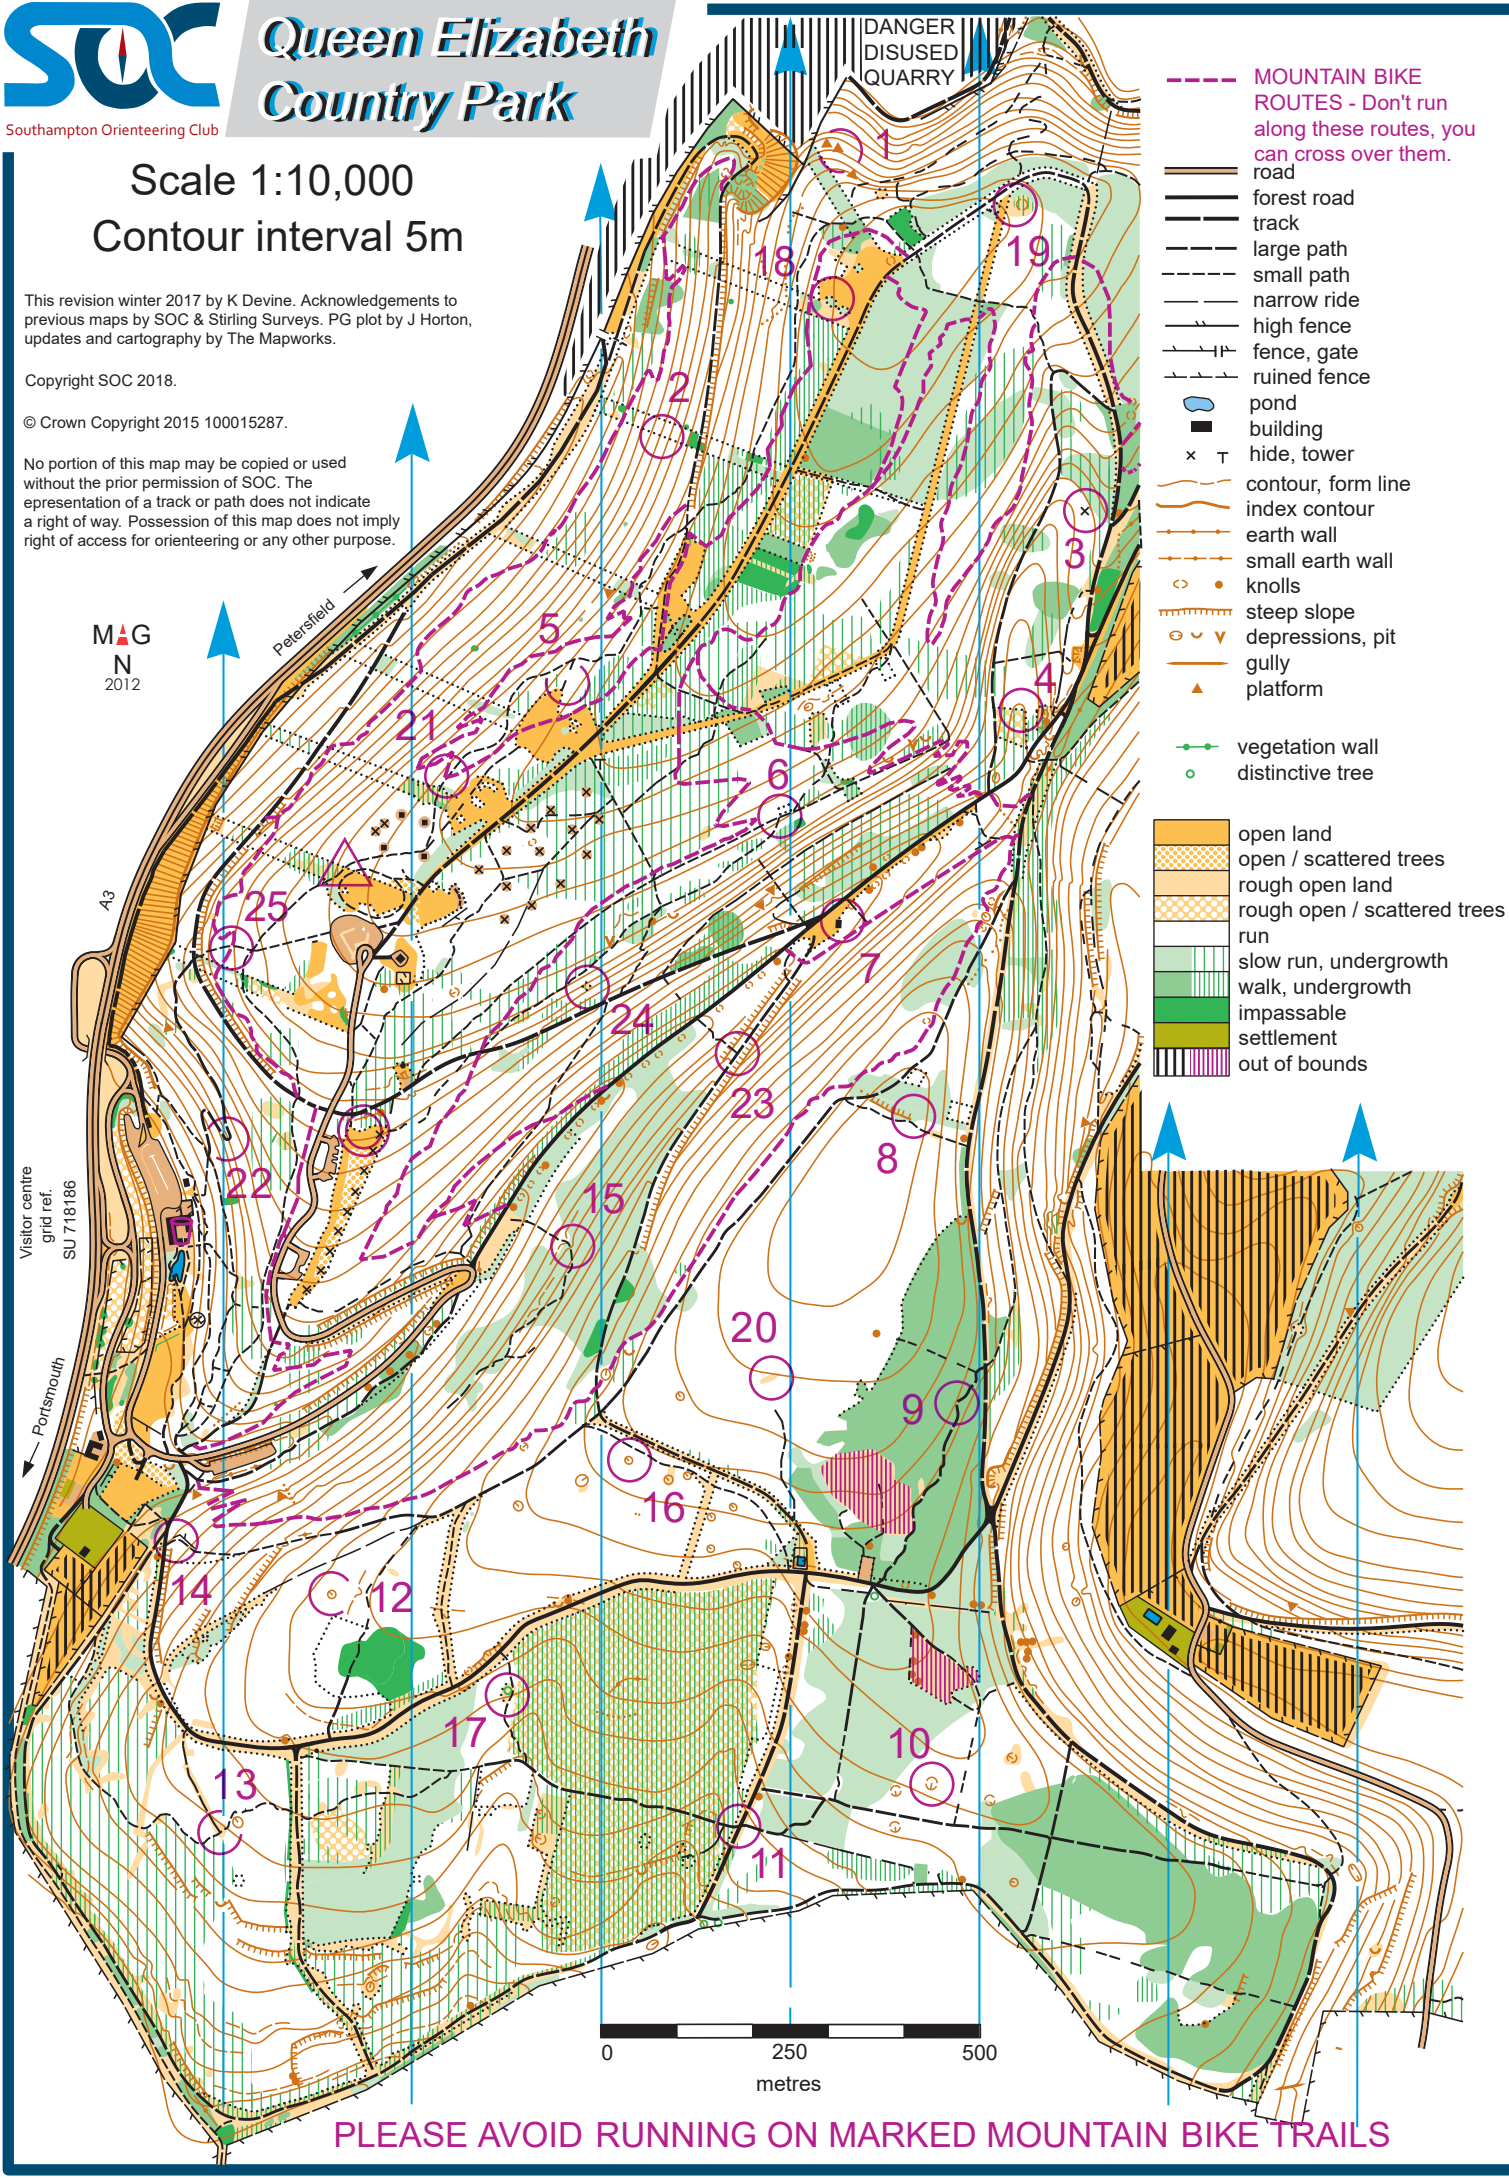 SOC
Southampton Orienteering Club
Queen Elizabeth
Country Park
Scale 1:10,000
Contour interval 5m
This revision winter 2017 by K Devine. Acknowledgements to
previous maps by SOC & Stirling Surveys. PG plot by J Horton,
updates and cartography by The Mapworks.
Copyright SOC 2018.
© Crown Copyright 2015 100015287.
No portion of this map may be copied or used
without the prior permission of SOC. The
epresentation of a track or path does not indicate
a right of way. Possession of this map does not imply
right of access for orienteering or any other purpose.
MAG
N
2012
DANGER
DISUSED
QUARRY
MOUNTAIN BIKE
ROUTES - Don't run
along these routes, you
can cross over them.
road
forest road
track
large path
small path
narrow ride
high fence
fence, gate
ruined fence
pond
building
hide, tower
contour, form line
index contour
earth wall
small earth wall
knolls
steep slope
depressions, pit
gully
platform
vegetation wall
distinctive tree
open land
open / scattered trees
rough open land
rough open / scattered trees
run
slow run, undergrowth
walk, undergrowth
impassable
settlement
out of bounds
1
18
19
2
3
Petersfield
5
4
21
6
A3
25
7
24
23
8
22
15
Visitor centre
grid ref.
SU 718186
20
9
Portsmouth
16
14
12
17
10
13
11
0
250
500
metres
PLEASE AVOID RUNNING ON MARKED MOUNTAIN BIKE TRAILS